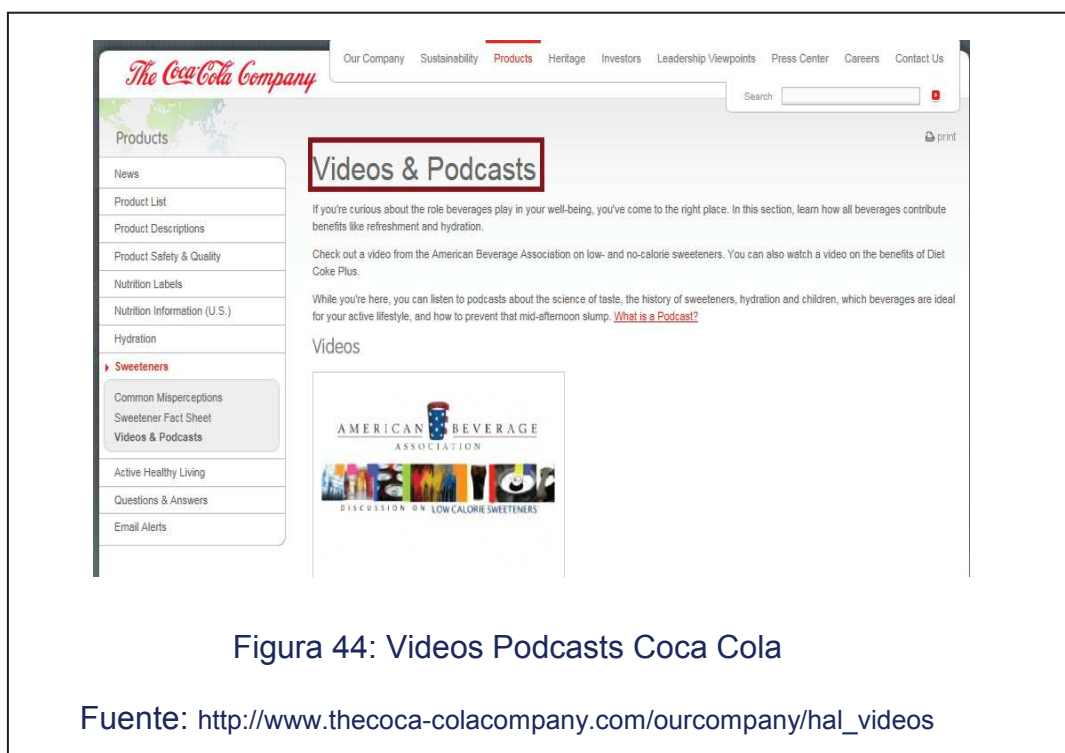 The Coca-Cola Company
Our Company Sustainability Products Heritage Investors Leadership Viewpoints Press Center Careers Contact Us
Search
print
Products
News
Product List
Product Descriptions
Product Safety & Quality
Nutrition Labels
Nutrition Information (U.S.)
Hydration
Sweeteners
Common Misperceptions
Sweetener Fact Sheet
Videos & Podcasts
Active Healthy Living
Questions & Answers
Email Alerts
Videos & Podcasts
If you're curious about the role beverages play in your well-being, you've come to the right place. In this section, learn how all beverages contribute
benefits like refreshment and hydration.
Check out a video from the American Beverage Association on low- and no-calorie sweeteners. You can also watch a video on the benefits of Diet
Coke Plus.
While you're here, you can listen to podcasts about the science of taste, the history of sweeteners, hydration and children, which beverages are ideal
for your active lifestyle, and how to prevent that mid-afternoon slump. What is a Podcast?
Videos
AMERICAN BEVERAGE
ASSOCIATION
DISCUSSION ON LOW CALORIE SWEETENERS
Figura 44: Videos Podcasts Coca Cola
Fuente: http://www.thecoca-colacompany.com/ourcompany/hal_videos